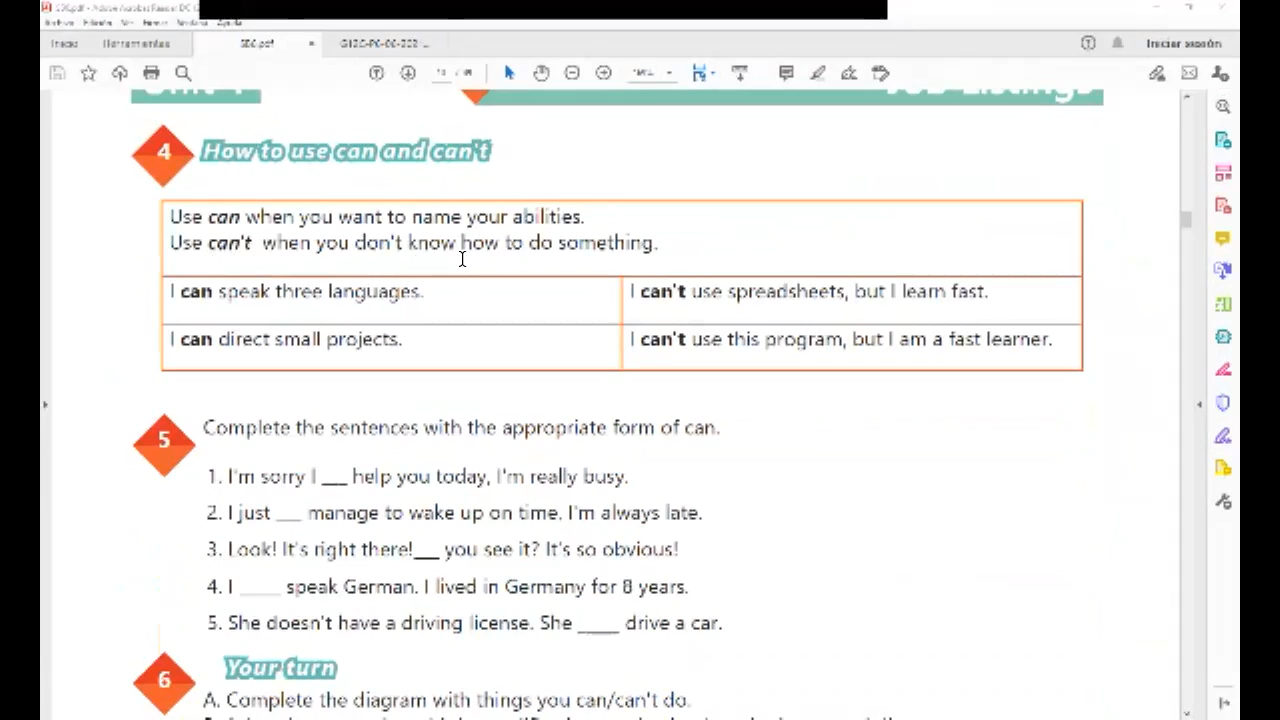 Inicio
Herramientas
Iniciar sesión
4
How to use can and can't
Use can when you want to name your abilities.
Use can't when you don't know how to do something.
I can speak three languages.
I can't use spreadsheets, but I learn fast.
I can direct small projects.
I can't use this program, but I am a fast learner.
5
Complete the sentences with the appropriate form of can.
1. I'm sorry I ___ help you today, I'm really busy.
2. I just ___ manage to wake up on time. I'm always late.
3. Look! It's right there!___ you see it? It's so obvious!
4. I _____ speak German. I lived in Germany for 8 years.
5. She doesn't have a driving license. She _____ drive a car.
6
Your turn
A. Complete the diagram with things you can/can't do.